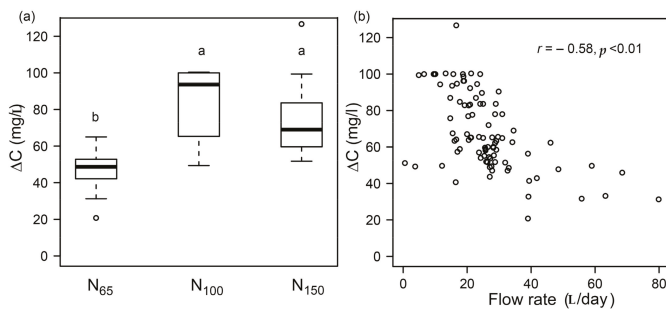 (a)
ΔC (mg/l)
120
100
80
60
40
20
0
b
a
a
N65
N100
N150
(b)
ΔC (mg/l)
120
100
80
60
40
20
0
r = – 0.58, p <0.01
0 20 40 60 80
Flow rate (L/day)